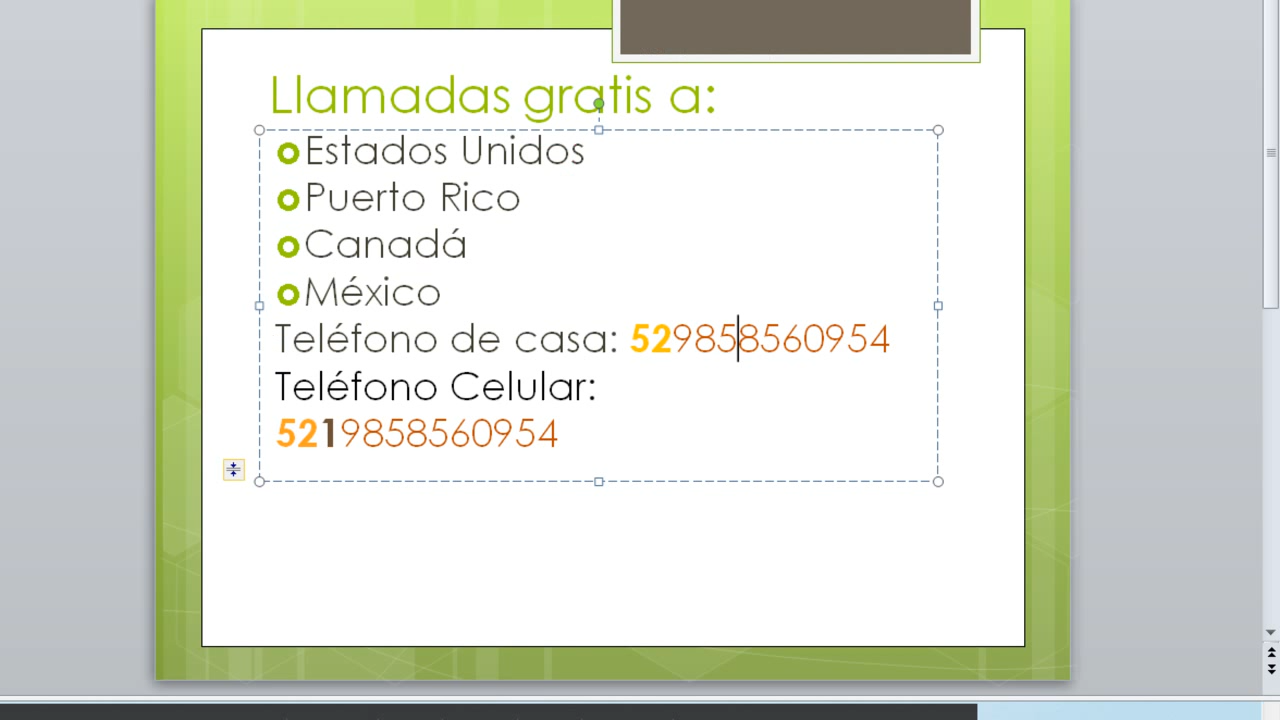 Llamadas gratis a:
Estados Unidos
Puerto Rico
Canadá
México
Teléfono de casa: 529858560954
Teléfono Celular:
5219858560954